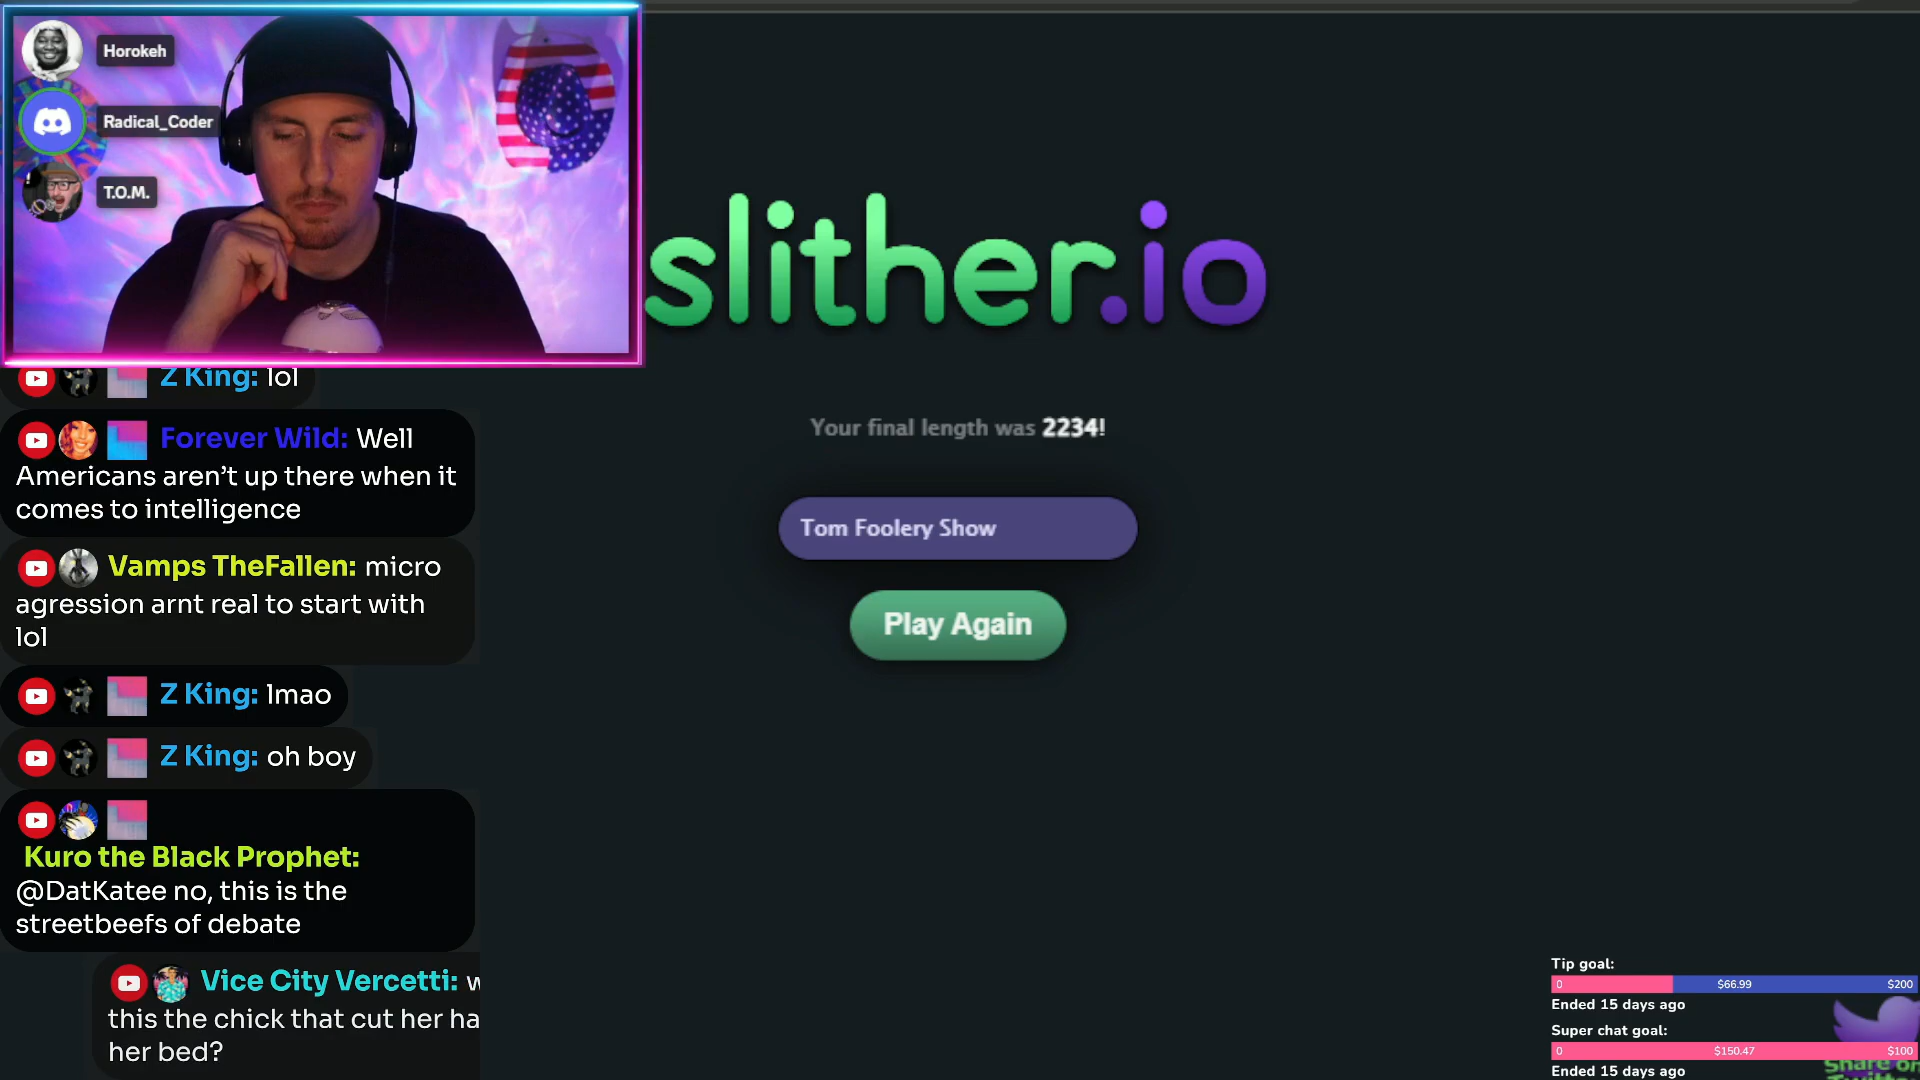 Horokeh
Radical_Coder
T.O.M.
slither.io
Your final length was 2234!
Tom Foolery Show
Play Again
Z King: lol
Forever Wild: Well
Americans aren't up there when it
comes to intelligence
Vamps TheFallen: micro
agression arnt real to start with
lol
Z King: lmao
Z King: oh boy
Kuro the Black Prophet:
@DatKatee no, this is the
streetbeefs of debate
Vice City Vercetti:
this the chick that cut her ha
her bed?
Tip goal:
0 $66.99 $200
Ended 15 days ago
Super chat goal:
0 $150.47 $100
Ended 15 days ago
Share on